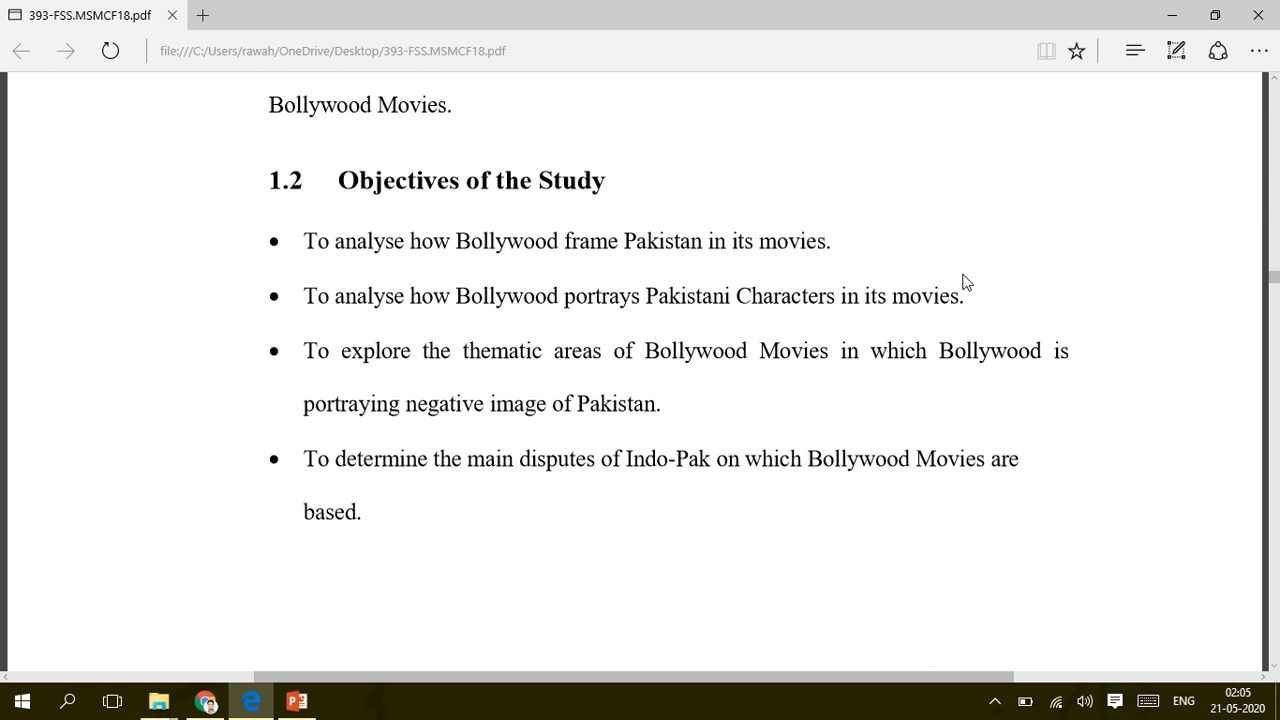 393-FSS.MSMCF18.pdf
file:///C:/Users/rawah/OneDrive/Desktop/393-FSS.MSMCF18.pdf
Bollywood Movies.
1.2 Objectives of the Study
• To analyse how Bollywood frame Pakistan in its movies.
• To analyse how Bollywood portrays Pakistani Characters in its movies.
• To explore the thematic areas of Bollywood Movies in which Bollywood is
portraying negative image of Pakistan.
• To determine the main disputes of Indo-Pak on which Bollywood Movies are
based.
ENG
02:05
21-05-2020